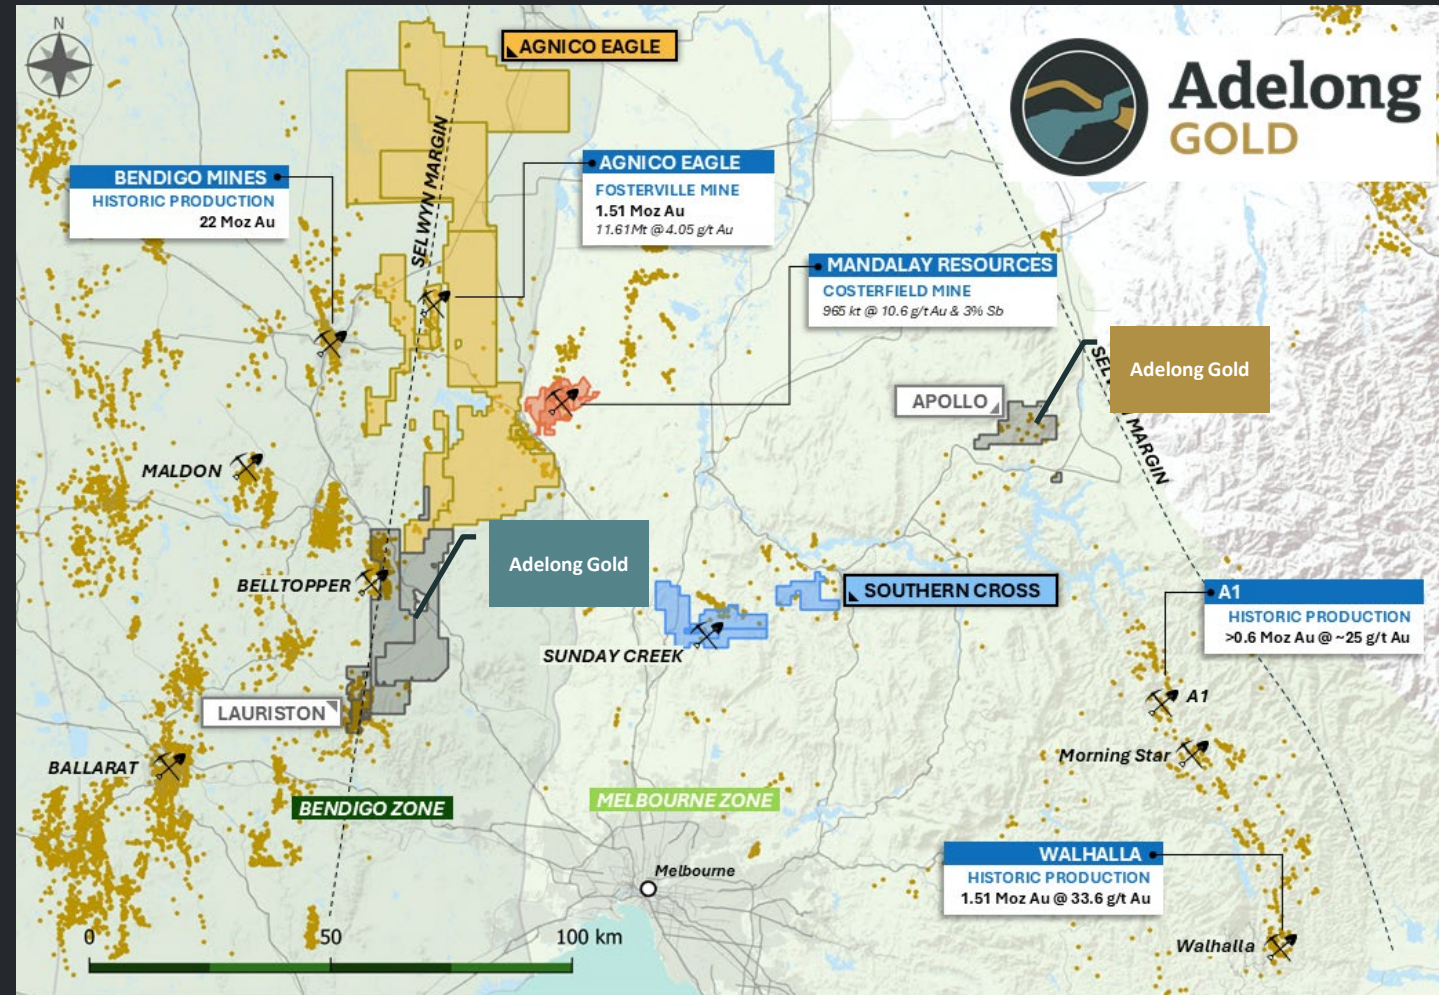 N
AGNICO EAGLE
Adelong
GOLD
SELWYN MARGIN
BENDIGO MINES
HISTORIC PRODUCTION
22 Moz Au
AGNICO EAGLE
FOSTERVILLE MINE
1.51 Moz Au
11.61Mt @ 4.05 g/t Au
MANDALAY RESOURCES
COSTERFIELD MINE
965 kt @ 10.6 g/t Au & 3% Sb
Adelong Gold
APOLLO
MARGIN
MALDON
Adelong Gold
BELLTOPPER
SOUTHERN CROSS
SUNDAY CREEK
A1
HISTORIC PRODUCTION
>0.6 Moz Au @ ~25 g/t Au
LAURISTON
A1
Morning Star
BALLARAT
BENDIGO ZONE
MELBOURNE ZONE
Melbourne
WALHALLA
HISTORIC PRODUCTION
1.51 Moz Au @ 33.6 g/t Au
Walhalla
0 50 100 km